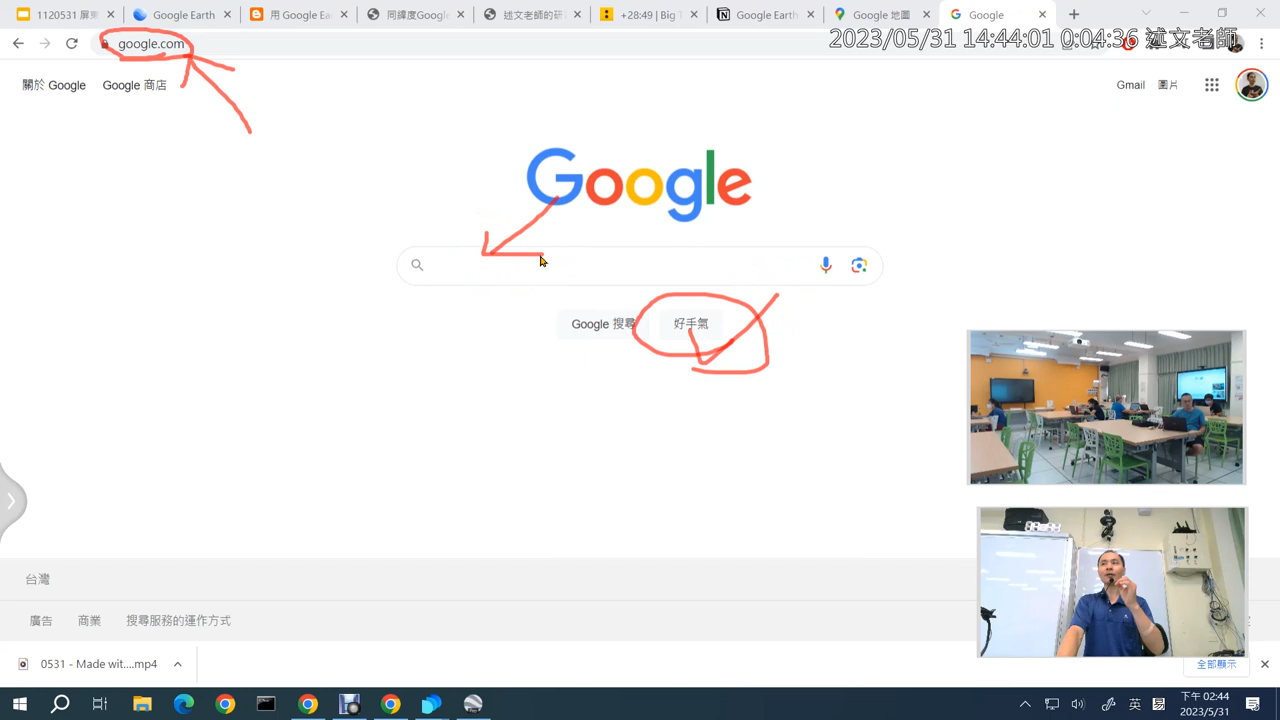 1120531 屏東
Google Earth
用 Google Ea
同緯度Google
述文老師的研
+28:49 | Big T
Google Earth
Google 地圖
Google
google.com
2023/05/31 14:44:01 0:04:36 述文老師
關於 Google
Google 商店
Gmail
圖片
Google
Google 搜尋
好手氣
台灣
廣告
商業
搜尋服務的運作方式
0531 - Made wit....mp4
全部顯示
英
下午 02:44
2023/5/31